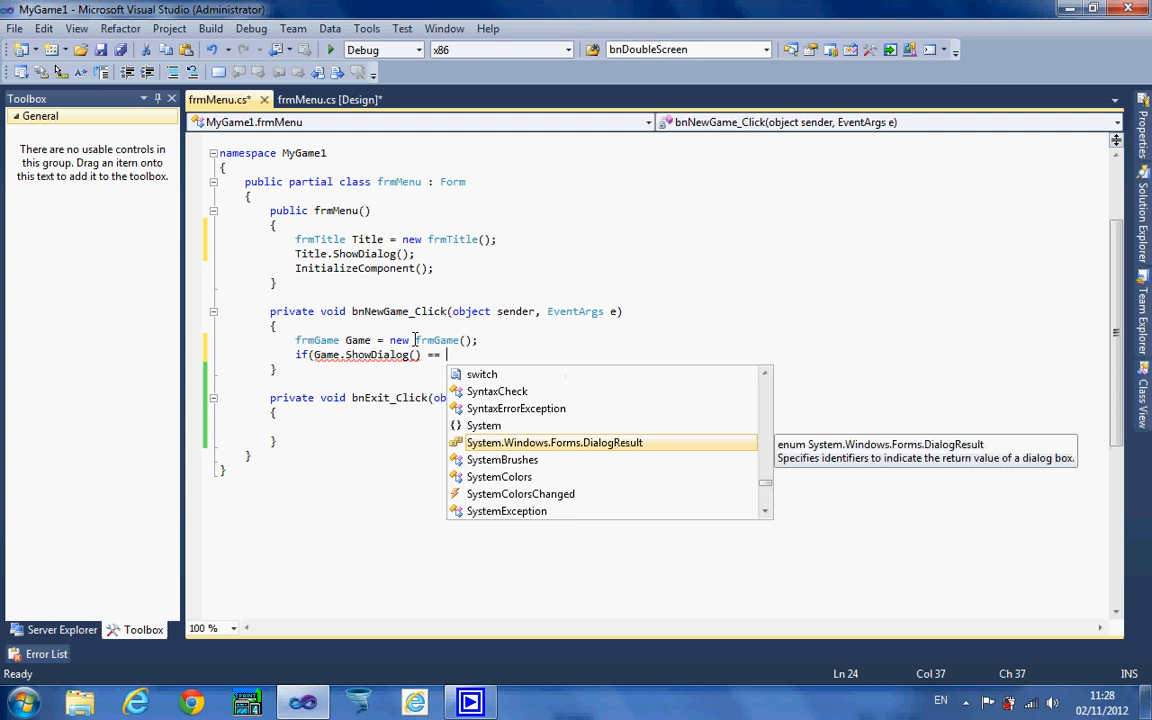 MyGame1 - Microsoft Visual Studio (Administrator)
File Edit View Refactor Project Build Debug Team Data Tools Test Window Help
Debug x86 bnDoubleScreen
Toolbox
General
There are no usable controls in
this group. Drag an item onto
this text to add it to the toolbox.
frmMenu.cs* frmMenu.cs [Design]*
MyGame1.frmMenu bnNewGame_Click(object sender, EventArgs e)
namespace MyGame1
{
public partial class frmMenu : Form
{
public frmMenu()
{
frmTitle Title = new frmTitle();
Title.ShowDialog();
InitializeComponent();
}
private void bnNewGame_Click(object sender, EventArgs e)
{
frmGame Game = new frmGame();
if(Game.ShowDialog() ==
}
private void bnExit_Click(ob
{
}
}
}
switch
SyntaxCheck
SyntaxErrorException
{} System
System.Windows.Forms.DialogResult
SystemBrushes
SystemColors
SystemColorsChanged
SystemException
enum System.Windows.Forms.DialogResult
Specifies identifiers to indicate the return value of a dialog box.
Properties
Solution Explorer
Team Explorer
Class View
100 %
Server Explorer Toolbox
Error List
Ready Ln 24 Col 37 Ch 37 INS
EN 11:28
02/11/2012